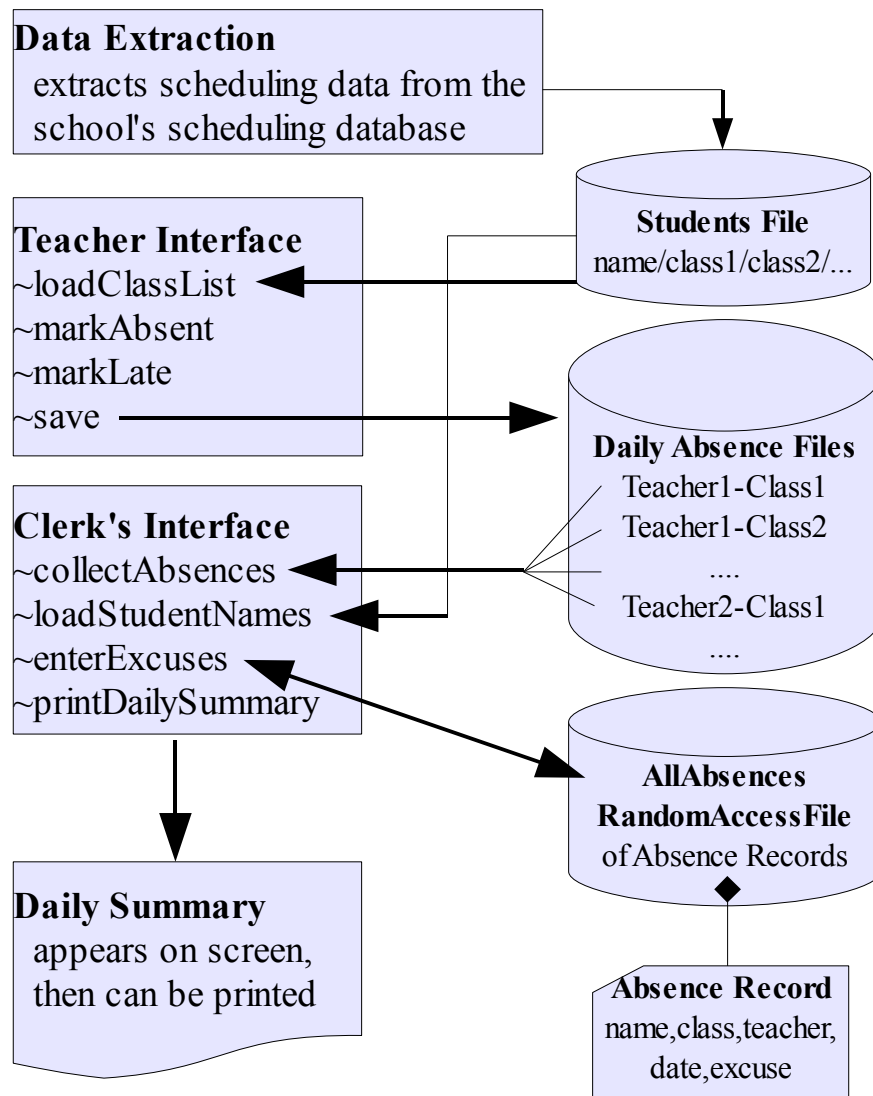 Data Extraction
extracts scheduling data from the
school's scheduling database
Students File
name/class1/class2/...
Teacher Interface
~loadClassList
~markAbsent
~markLate
~save
Daily Absence Files
Teacher1-Class1
Teacher1-Class2
....
Teacher2-Class1
....
Clerk's Interface
~collectAbsences
~loadStudentNames
~enterExcuses
~printDailySummary
AllAbsences
RandomAccessFile
of Absence Records
Daily Summary
appears on screen,
then can be printed
Absence Record
name,class,teacher,
date,excuse